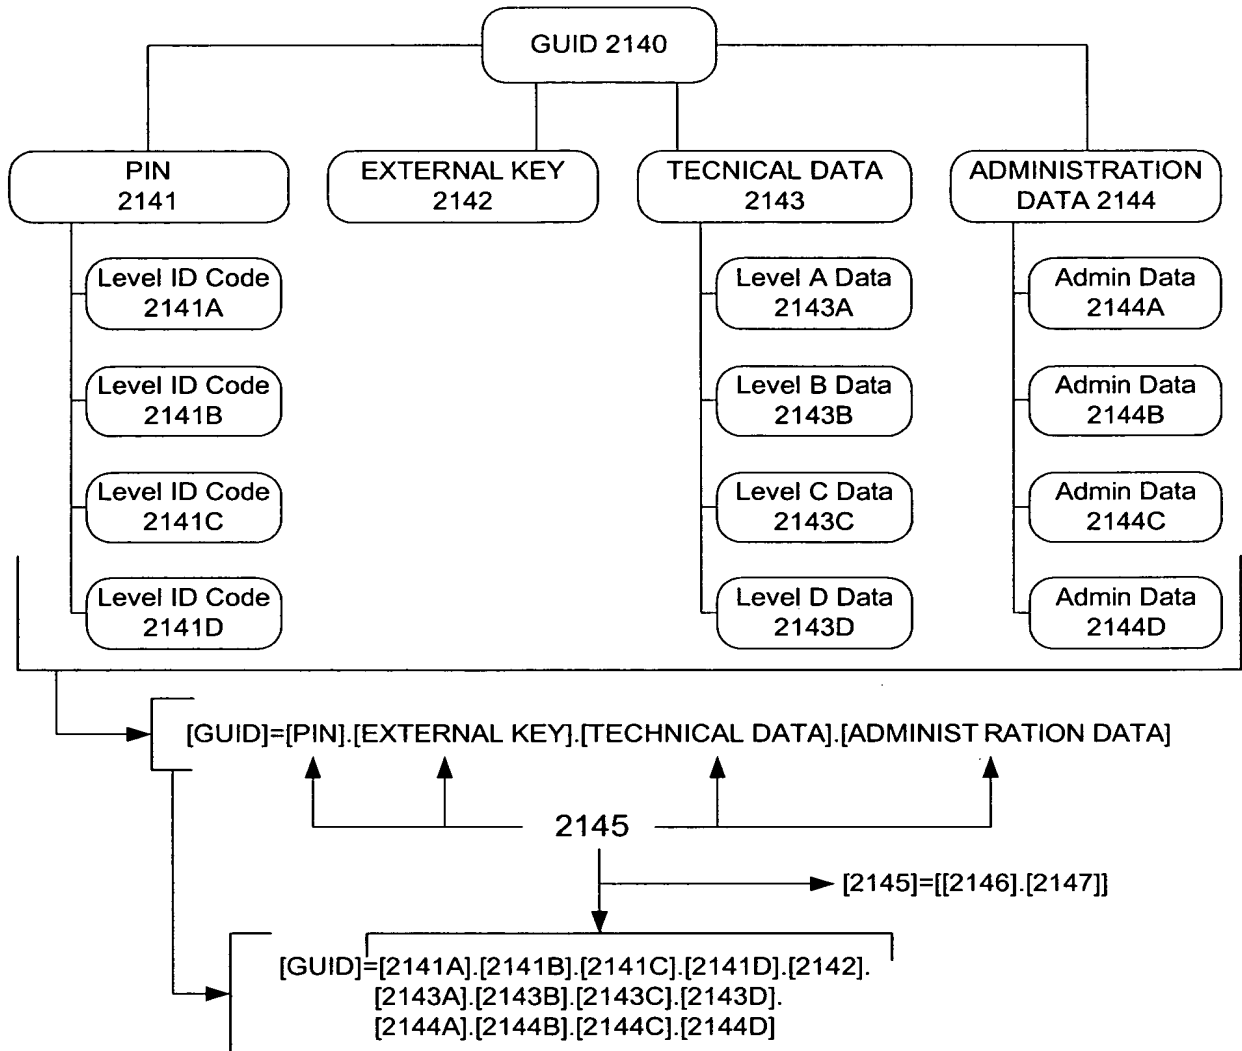 GUID 2140
PIN
2141
EXTERNAL KEY
2142
TECNICAL DATA
2143
ADMINISTRATION
DATA 2144
Level ID Code
2141A
Level ID Code
2141B
Level ID Code
2141C
Level ID Code
2141D
Level A Data
2143A
Level B Data
2143B
Level C Data
2143C
Level D Data
2143D
Admin Data
2144A
Admin Data
2144B
Admin Data
2144C
Admin Data
2144D
[GUID]=[PIN].[EXTERNAL KEY].[TECHNICAL DATA].[ADMINIST RATION DATA]
2145
[2145]=[[2146].[2147]]
[GUID]=[2141A].[2141B].[2141C].[2141D].[2142].
[2143A].[2143B].[2143C].[2143D].
[2144A].[2144B].[2144C].[2144D]